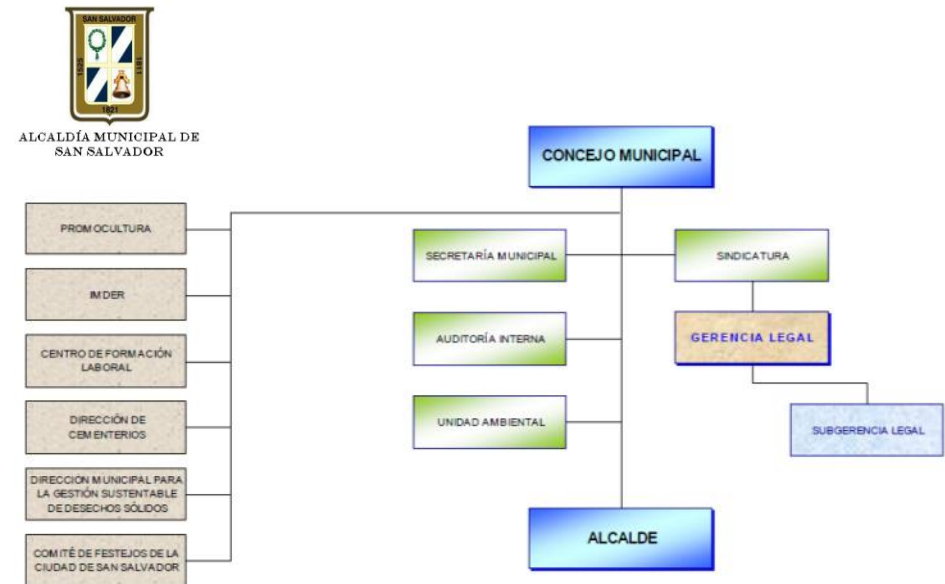 SAN SALVADOR
1525
1811
1821
ALCALDÍA MUNICIPAL DE
SAN SALVADOR
CONCEJO MUNICIPAL
PROMOCULTURA
IMDER
CENTRO DE FORMACIÓN
LABORAL
DIRECCIÓN DE
CEMENTERIOS
DIRECCION MUNICIPAL PARA
LA GESTIÓN SUSTENTABLE
DE DESECHOS SÓLIDOS
COMITÉ DE FESTEJOS DE LA
CIUDAD DE SAN SALVADOR
SECRETARÍA MUNICIPAL
SINDICATURA
AUDITORÍA INTERNA
GERENCIA LEGAL
UNIDAD AMBIENTAL
SUBGERENCIA LEGAL
ALCALDE